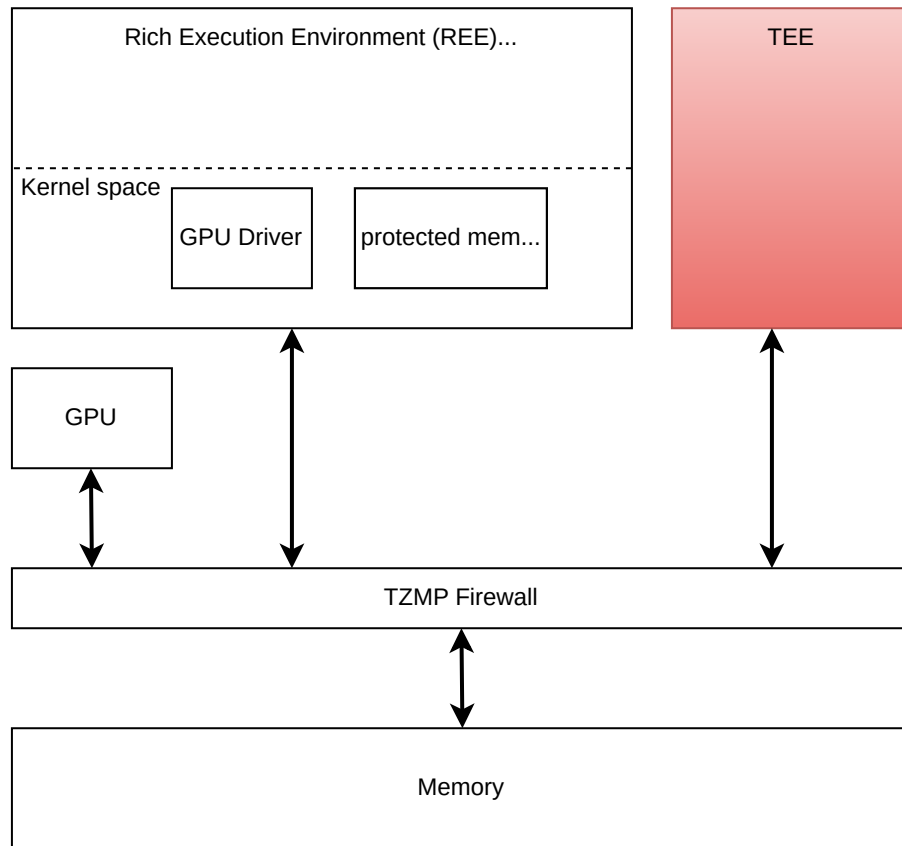 Rich Execution Environment (REE)...
TEE
Kernel space
GPU Driver
protected mem...
GPU
TZMP Firewall
Memory